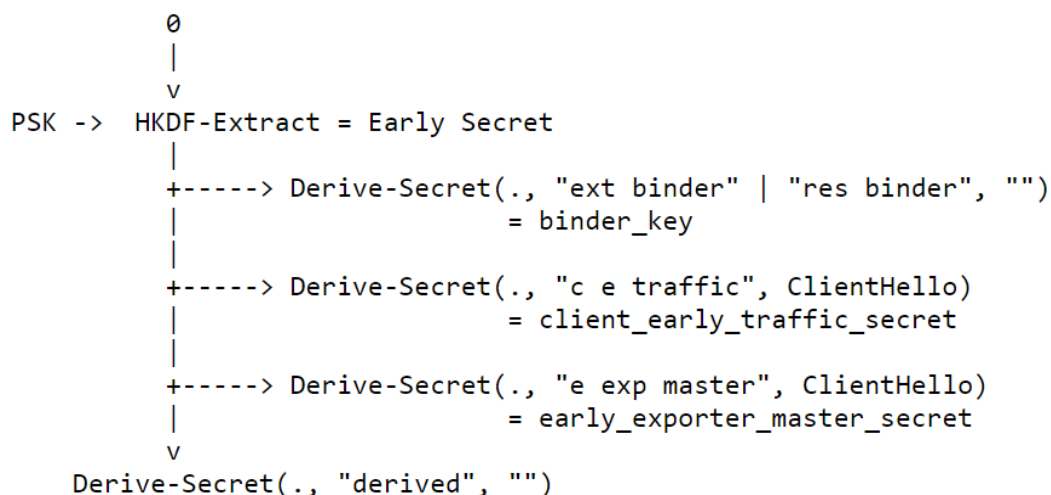 0
             |
             v
PSK ->  HKDF-Extract = Early Secret
             |
             +-----> Derive-Secret(., "ext binder" | "res binder", "")
             |                     = binder_key
             |
             +-----> Derive-Secret(., "c e traffic", ClientHello)
             |                     = client_early_traffic_secret
             |
             +-----> Derive-Secret(., "e exp master", ClientHello)
             |                     = early_exporter_master_secret
             v
       Derive-Secret(., "derived", "")